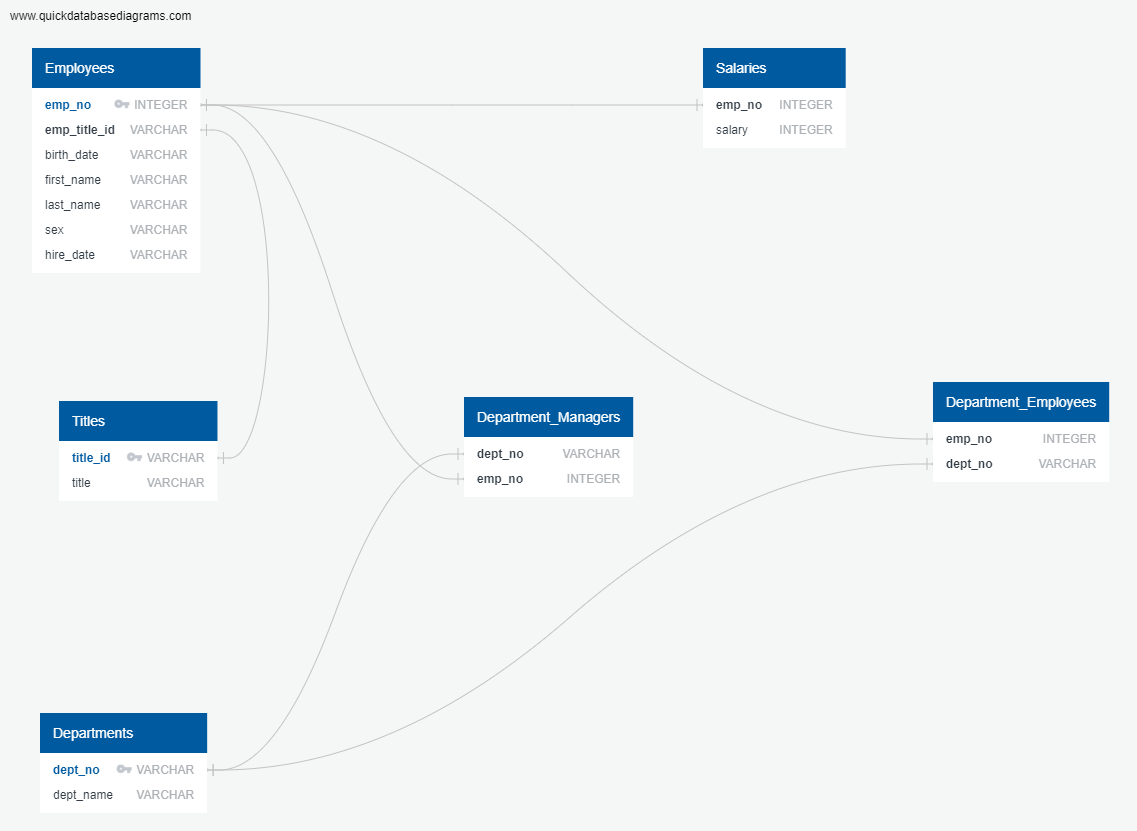 www.quickdatabasediagrams.com
Employees
emp_no INTEGER
emp_title_id VARCHAR
birth_date VARCHAR
first_name VARCHAR
last_name VARCHAR
sex VARCHAR
hire_date VARCHAR
Salaries
emp_no INTEGER
salary INTEGER
Titles
title_id VARCHAR
title VARCHAR
Department_Managers
dept_no VARCHAR
emp_no INTEGER
Department_Employees
emp_no INTEGER
dept_no VARCHAR
Departments
dept_no VARCHAR
dept_name VARCHAR